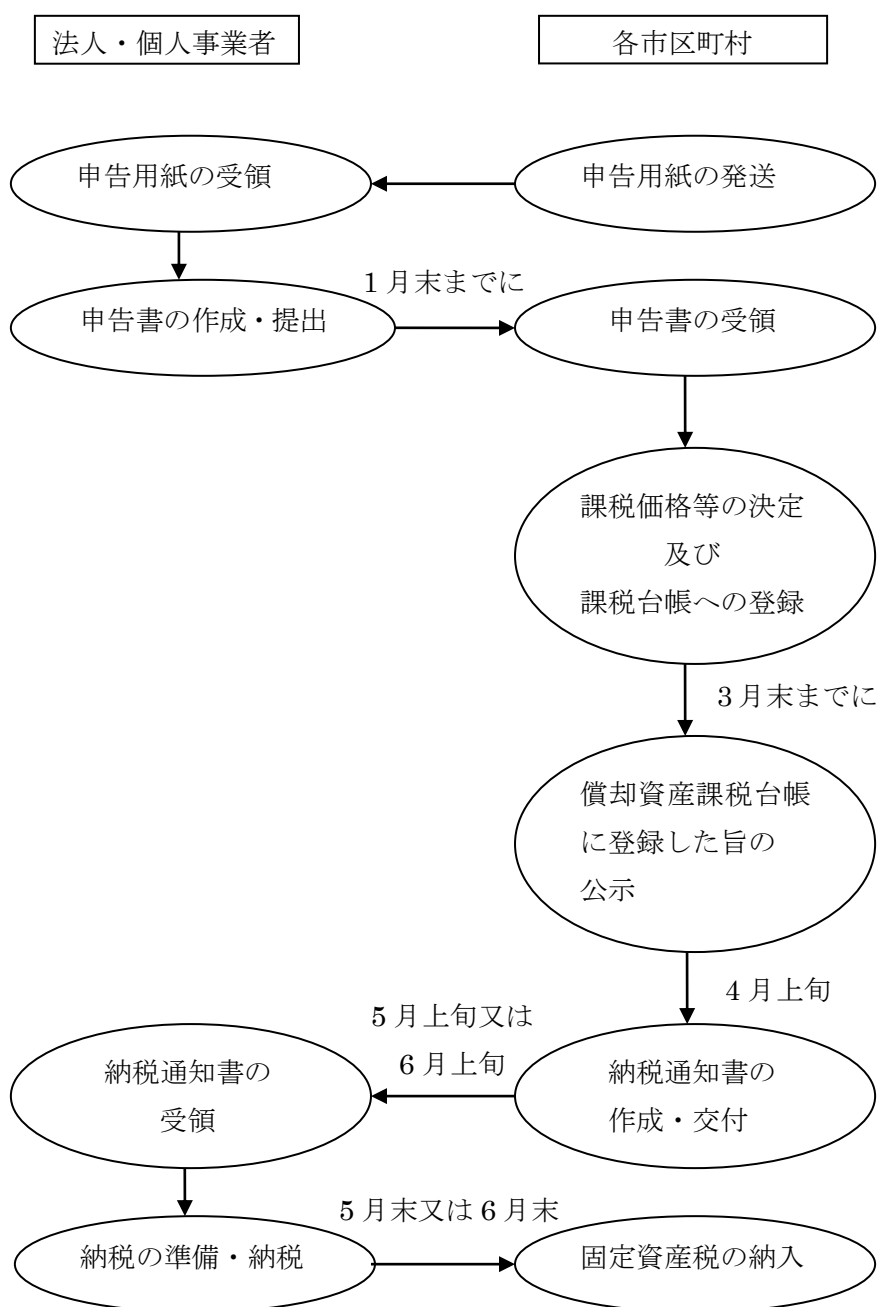 法人・個人事業者
各市区町村
申告用紙の受領
申告用紙の発送
1月末までに
申告書の作成・提出
申告書の受領
課税価格等の決定
及び
課税台帳への登録
3月末までに
償却資産課税台帳
に登録した旨の
公示
4月上旬
5月上旬又は
6月上旬
納税通知書の
作成・交付
納税通知書の
受領
5月末又は6月末
納税の準備・納税
固定資産税の納入